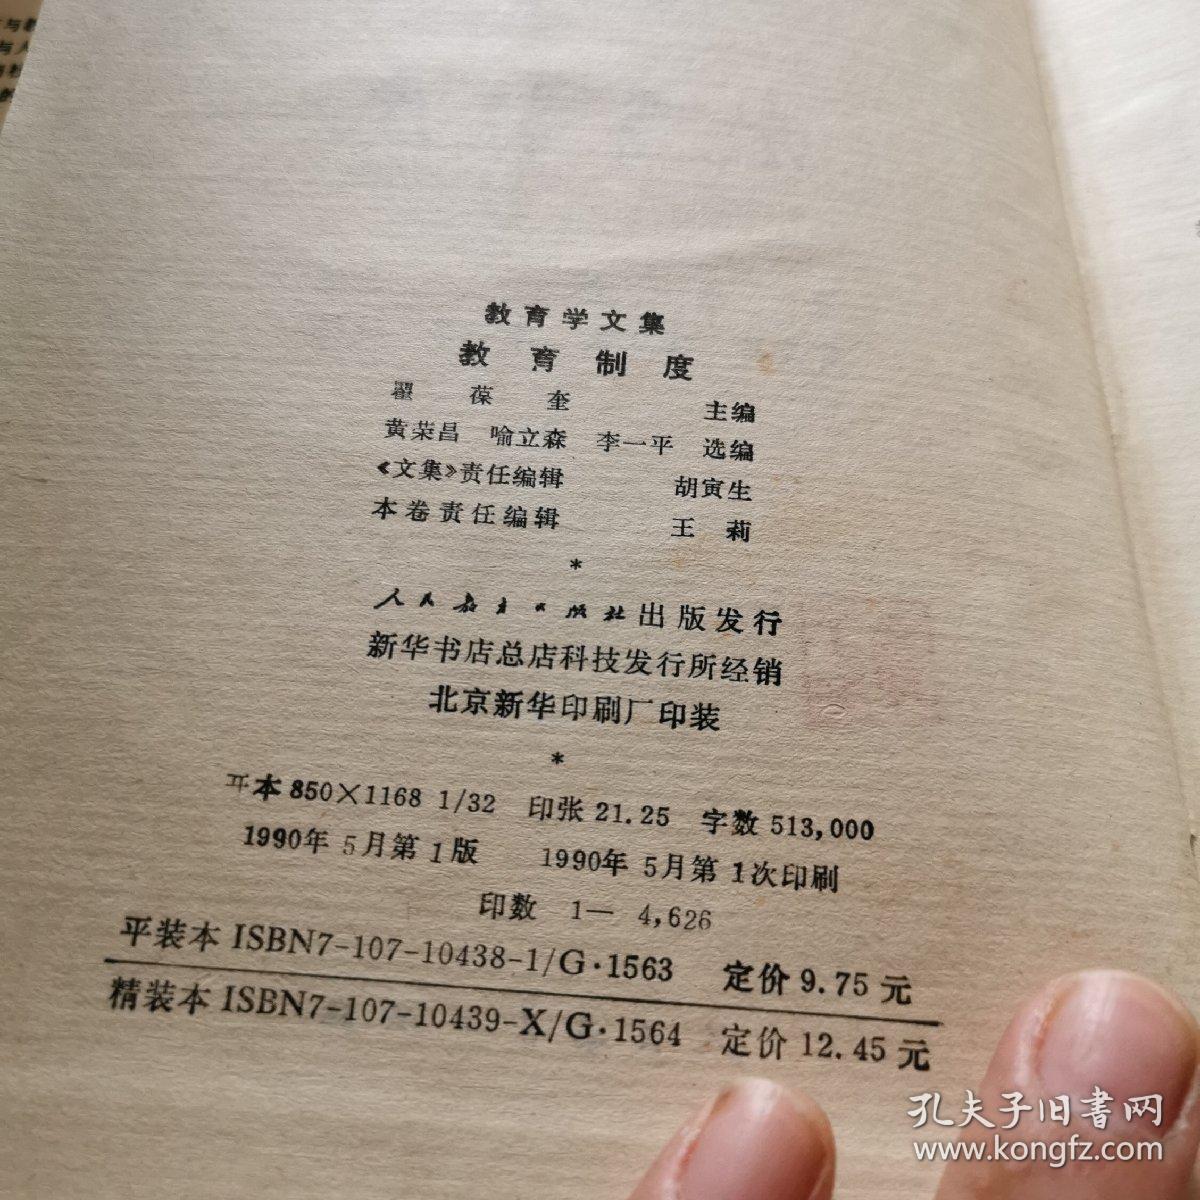 教育学文集
教育制度
瞿葆奎 主编
黄荣昌 喻立森 李一平 选编
《文集》责任编辑 胡寅生
本卷责任编辑 王莉
*
人民教育出版社出版发行
新华书店总店科技发行所经销
北京新华印刷厂印装
*
开本 850×1168 1/32 印张 21.25 字数 513,000
1990年 5月第 1版 1990年 5月第 1次印刷
印数 1— 4,626
平装本 ISBN7-107-10438-1/G·1563 定价 9.75 元
精装本 ISBN7-107-10439-X/G·1564 定价 12.45 元
孔夫子旧书网
www.kongfz.com